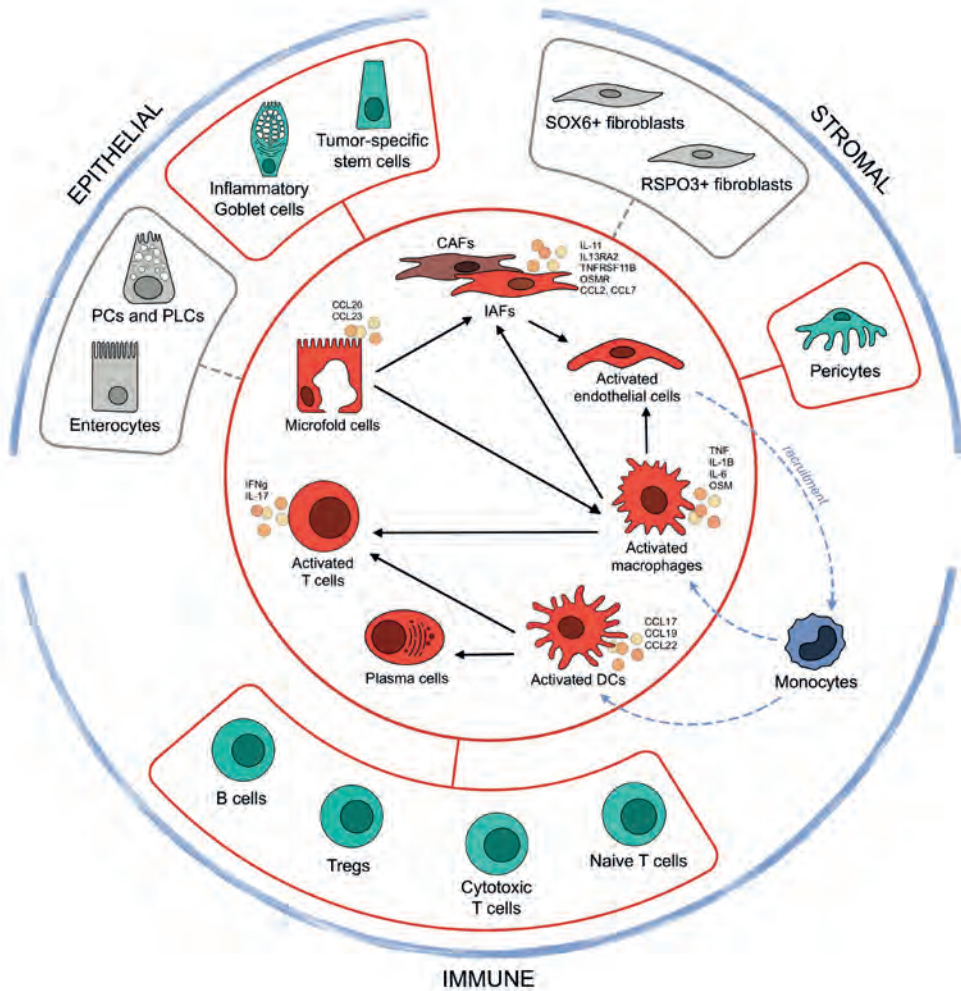 EPITHELIAL
STROMAL
Tumor-specific
stem cells
Inflammatory
Goblet cells
SOX6+ fibroblasts
RSPO3+ fibroblasts
PCs and PLCs
Enterocytes
Pericytes
CAFs
IAFs
IL-11
IL13RA2
TNFRSF11B
OSMR
CCL2, CCL7
CCL20
CCL23
Microfold cells
Activated
endothelial cells
recruitment
TNF
IL-1B
IL-6
OSM
Activated
macrophages
IFNg
IL-17
Activated
T cells
Plasma cells
CCL17
CCL19
CCL22
Activated DCs
Monocytes
B cells
Tregs
Cytotoxic
T cells
Naive T cells
IMMUNE